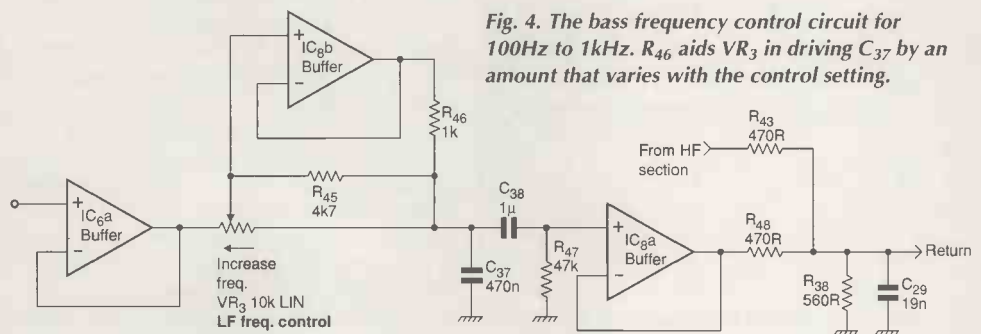 Fig. 4. The bass frequency control circuit for
100Hz to 1kHz. R46 aids VR3 in driving C37 by an
amount that varies with the control setting.
+
IC8b
Buffer
−
R46
1k
R43
470R
From HF
section
R45
4k7
+
IC6a
Buffer
−
C38
1µ
+
IC8a
Buffer
−
R48
470R
Return
Increase
freq.
VR3 10k LIN
LF freq. control
C37
470n
R47
47k
R38
560R
C29
19n